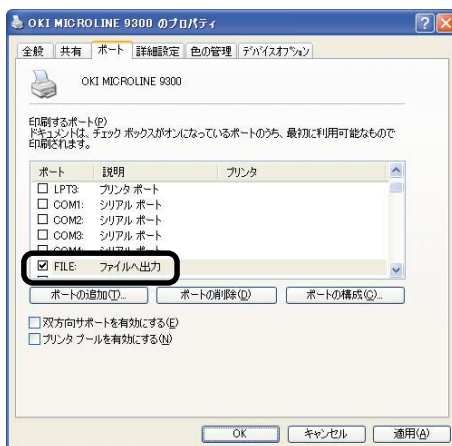 OKI MICROLINE 9300 のプロパティ
全般 共有 ポート 詳細設定 色の管理 デバイスオプション
OKI MICROLINE 9300
印刷するポート(P)
ドキュメントは、チェック ボックスがオンになっているポートのうち、最初に利用可能なもので
印刷されます。
ポート 説明 プリンタ
LPT3: プリンタ ポート
COM1: シリアル ポート
COM2: シリアル ポート
COM3: シリアル ポート
COM4: シリアル ポート
FILE: ファイルへ出力
ポートの追加(T)... ポートの削除(D) ポートの構成(C)...
双方向サポートを有効にする(E)
プリンタ プールを有効にする(N)
OK キャンセル 適用(A)